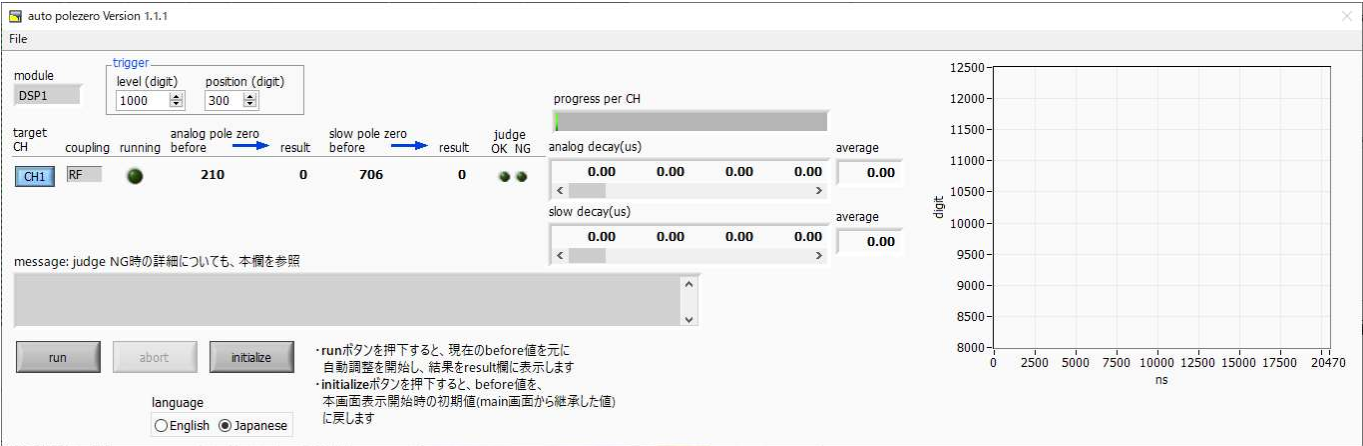 auto polezero Version 1.1.1
File
module
DSP1
trigger
level (digit)
position (digit)
1000
300
target
CH
coupling
running
analog pole zero
before
result
slow pole zero
before
result
judge
OK NG
CH1
RF
210
0
706
0
progress per CH
analog decay(us)
0.00 0.00 0.00 0.00
average
0.00
slow decay(us)
0.00 0.00 0.00 0.00
average
0.00
message: judge NG時の詳細についても、本欄を参照
run
abort
initialize
・runボタンを押下すると、現在のbefore値を元に
自動調整を開始し、結果をresult欄に表示します
・initializeボタンを押下すると、before値を、
本画面表示開始時の初期値(main画面から継承した値)
に戻します
language
English
Japanese
digit
12500
12000
11500
11000
10500
10000
9500
9000
8500
8000
0 2500 5000 7500 10000 12500 15000 17500 20470
ns